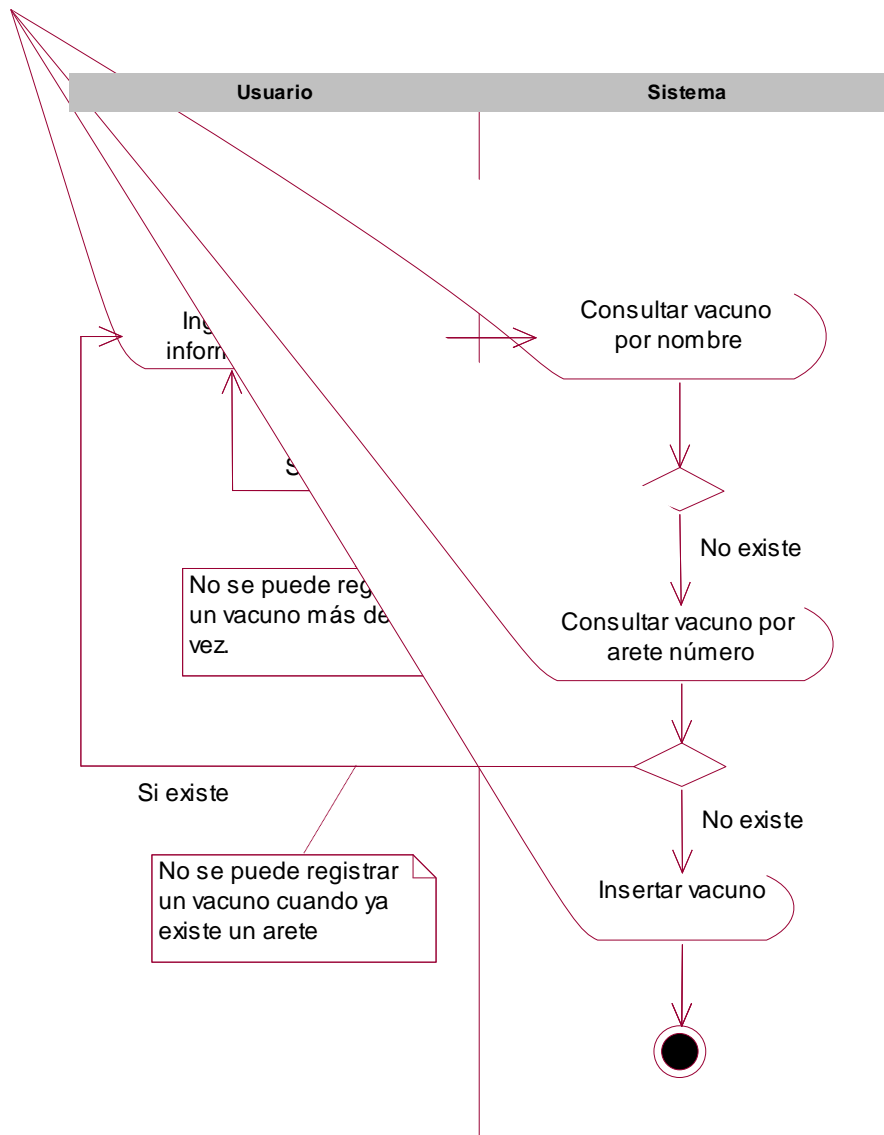 Usuario
Sistema
Consultar vacuno
por nombre
No existe
No se puede
un vacuno más de
vez.
Consultar vacuno por
arete número
Si existe
No existe
No se puede registrar
un vacuno cuando ya
existe un arete
Insertar vacuno